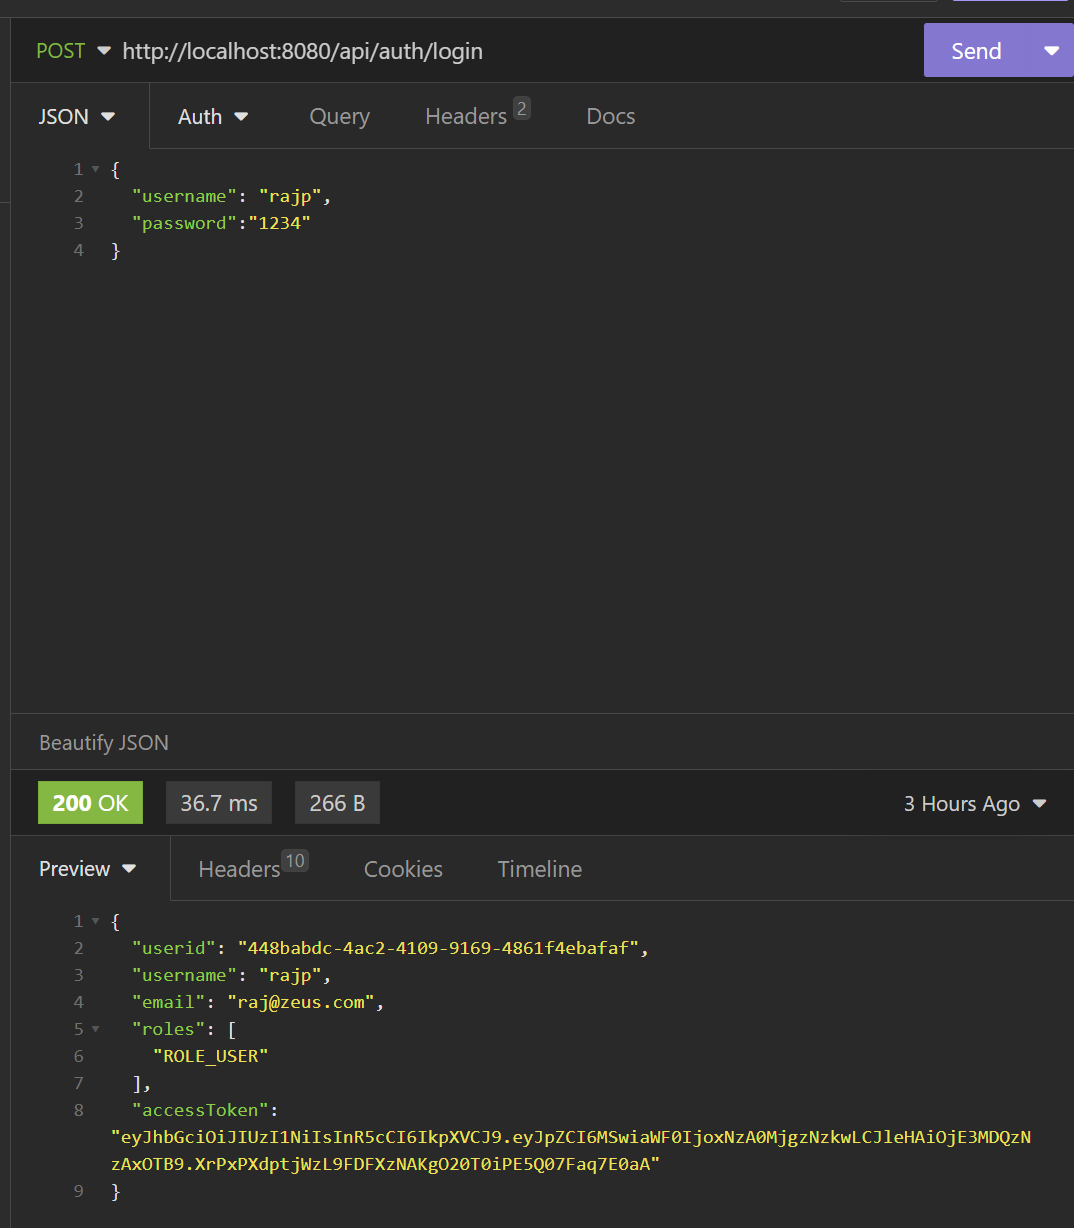 POST http://localhost:8080/api/auth/login Send
JSON Auth Query Headers 2 Docs
1 {
2 "username": "rajp",
3 "password":"1234"
4 }
Beautify JSON
200 OK 36.7 ms 266 B 3 Hours Ago
Preview Headers 10 Cookies Timeline
1 {
2 "userid": "448babdc-4ac2-4109-9169-4861f4ebafaf",
3 "username": "rajp",
4 "email": "raj@zeus.com",
5 "roles": [
6 "ROLE_USER"
7 ],
8 "accessToken":
"eyJhbGciOiJIUzI1NiIsInR5cCI6IkpXVCJ9.eyJpZCI6MSwiaWF0IjoxNzA0MjgzNzkwLCJleHAiOjE3MDQzN
zAxOTB9.XrPxPXdptjWzL9FDFXzNAKgO20T0iPE5Q07Faq7E0aA"
9 }